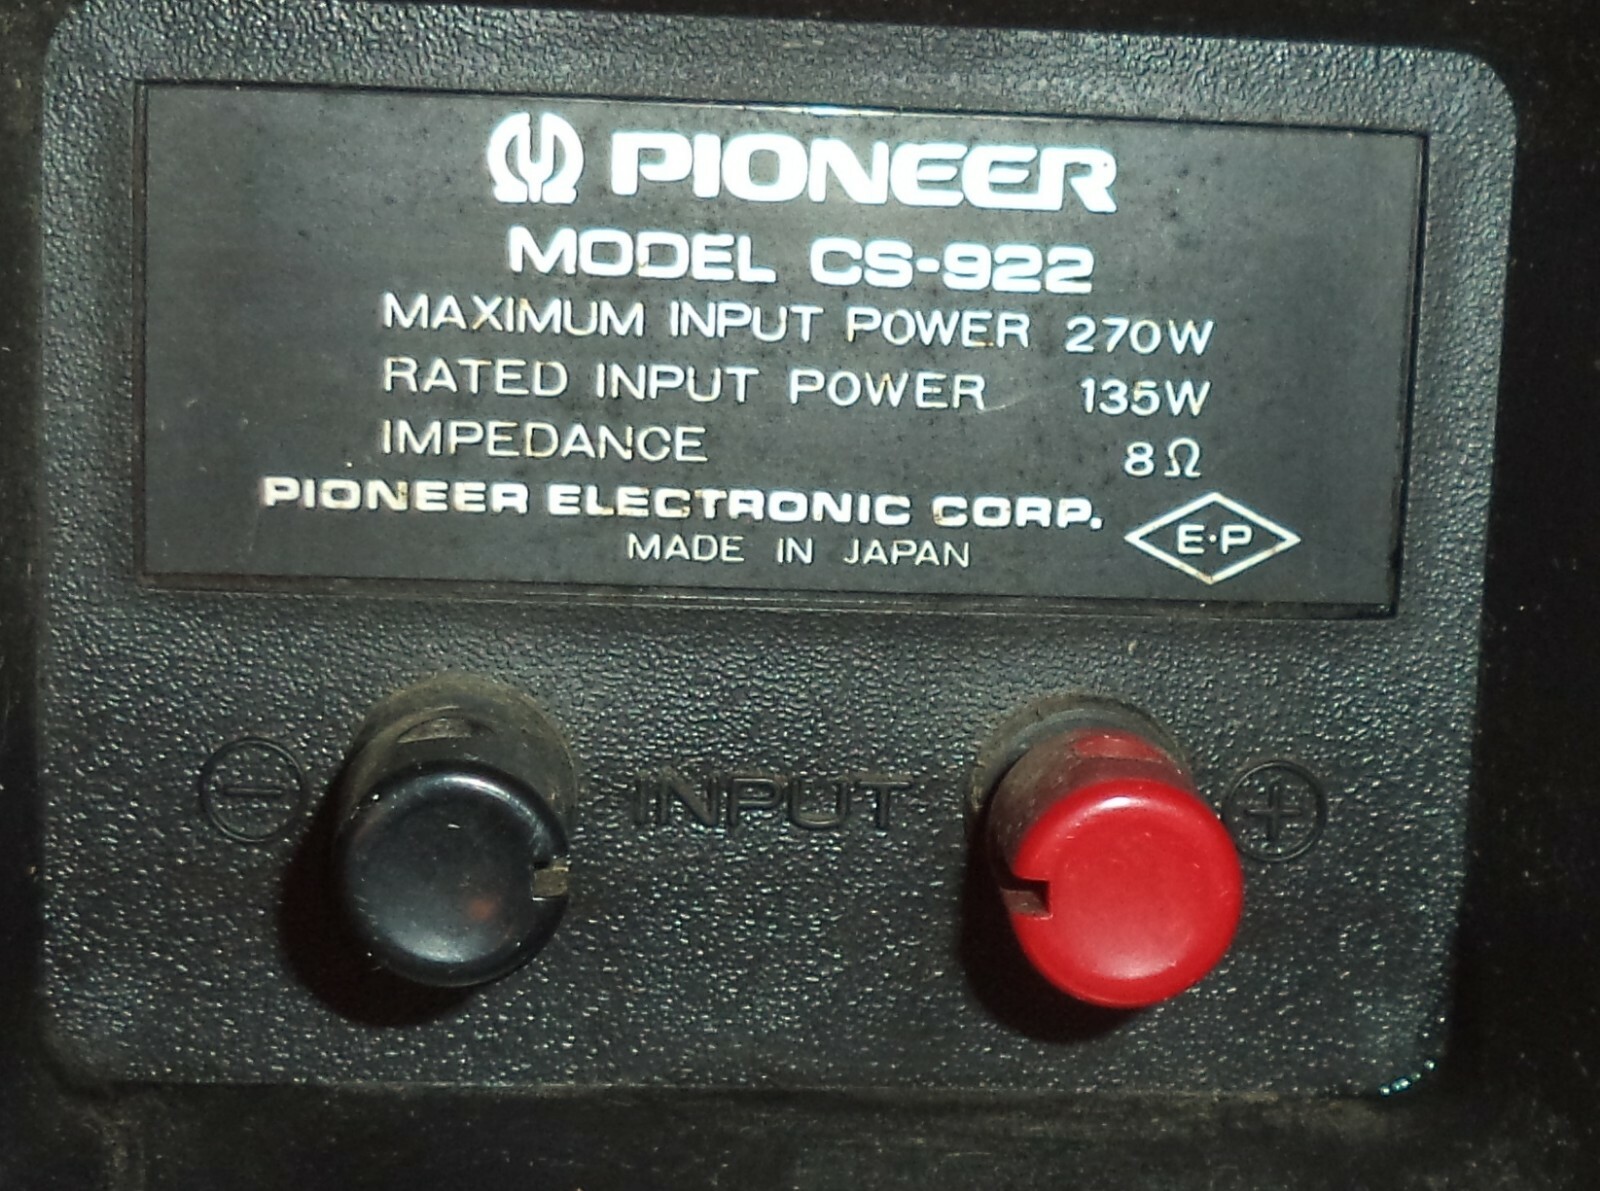 PIONEER
MODEL CS-922
MAXIMUM INPUT POWER 270W
RATED INPUT POWER 135W
IMPEDANCE 8Ω
PIONEER ELECTRONIC CORP.
E·P
MADE IN JAPAN
− INPUT +